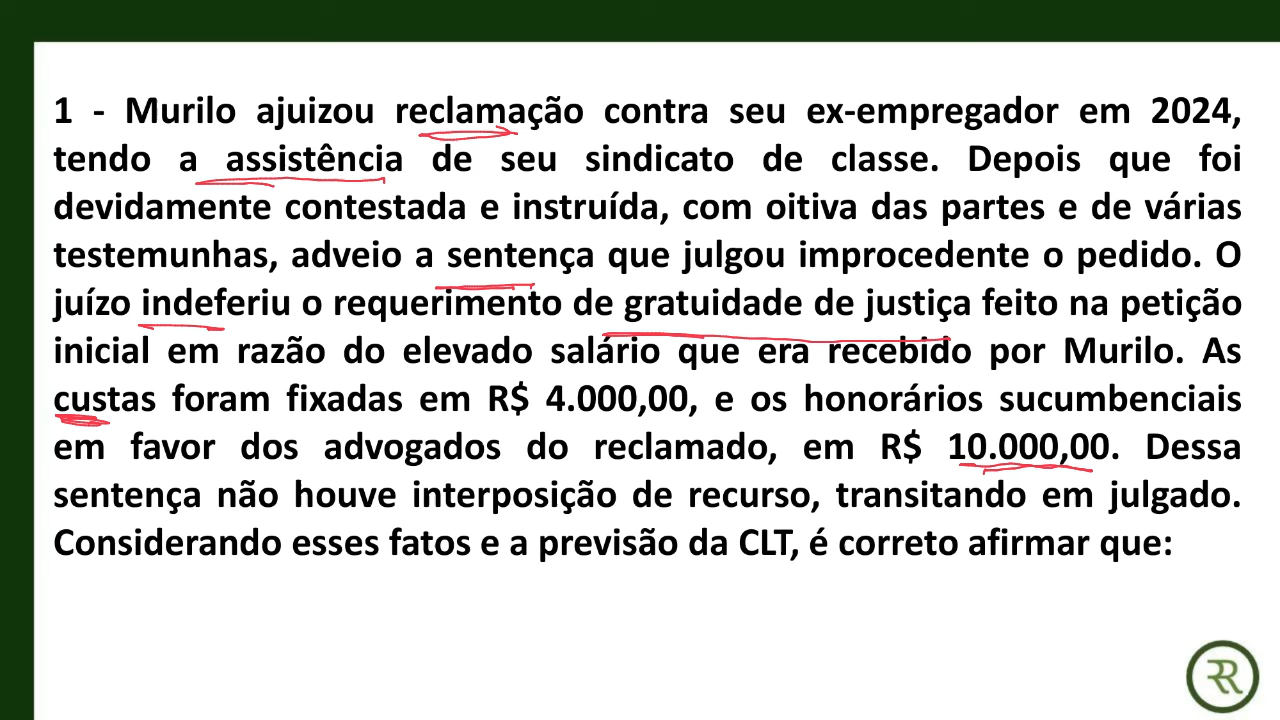 1 - Murilo ajuizou reclamação contra seu ex-empregador em 2024,
tendo a assistência de seu sindicato de classe. Depois que foi
devidamente contestada e instruída, com oitiva das partes e de várias
testemunhas, adveio a sentença que julgou improcedente o pedido. O
juízo indeferiu o requerimento de gratuidade de justiça feito na petição
inicial em razão do elevado salário que era recebido por Murilo. As
custas foram fixadas em R$ 4.000,00, e os honorários sucumbenciais
em favor dos advogados do reclamado, em R$ 10.000,00. Dessa
sentença não houve interposição de recurso, transitando em julgado.
Considerando esses fatos e a previsão da CLT, é correto afirmar que: